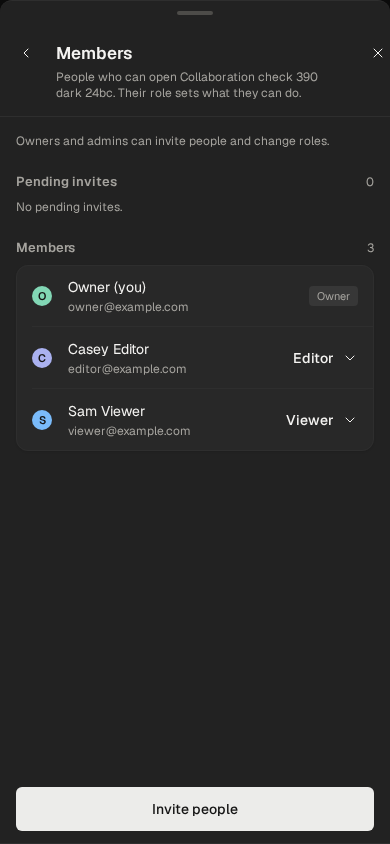 Members
People who can open Collaboration check 390
dark 24bc. Their role sets what they can do.
Owners and admins can invite people and change roles.
Pending invites 0
No pending invites.
Members 3
O Owner (you) Owner
owner@example.com
C Casey Editor Editor
editor@example.com
S Sam Viewer Viewer
viewer@example.com
Invite people